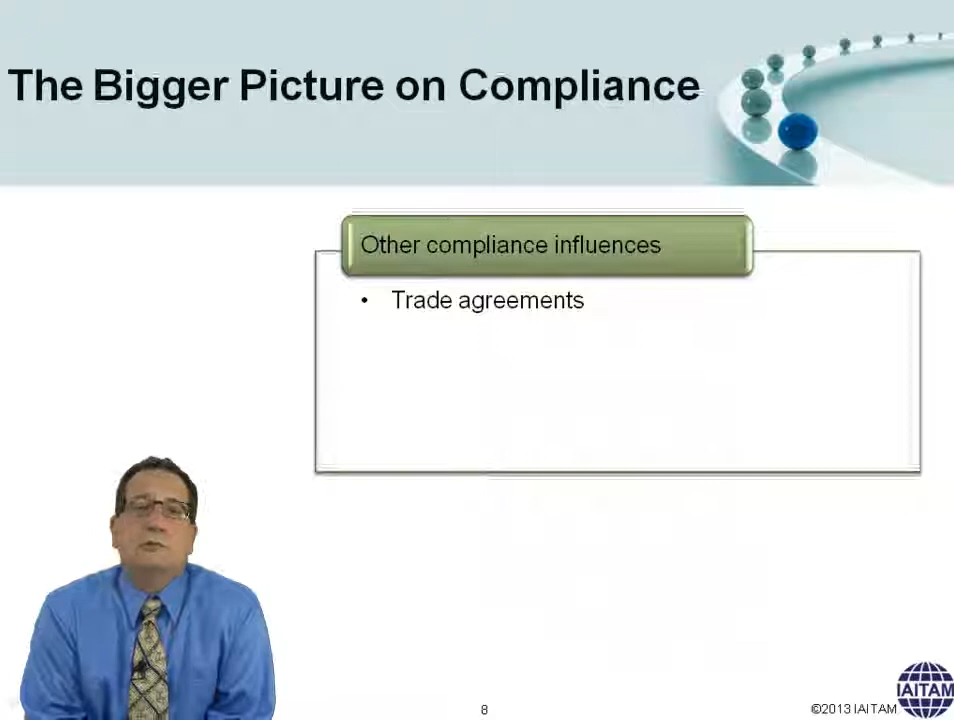 The Bigger Picture on Compliance
Other compliance influences
• Trade agreements
8
©2013 IAITAM
IAITAM